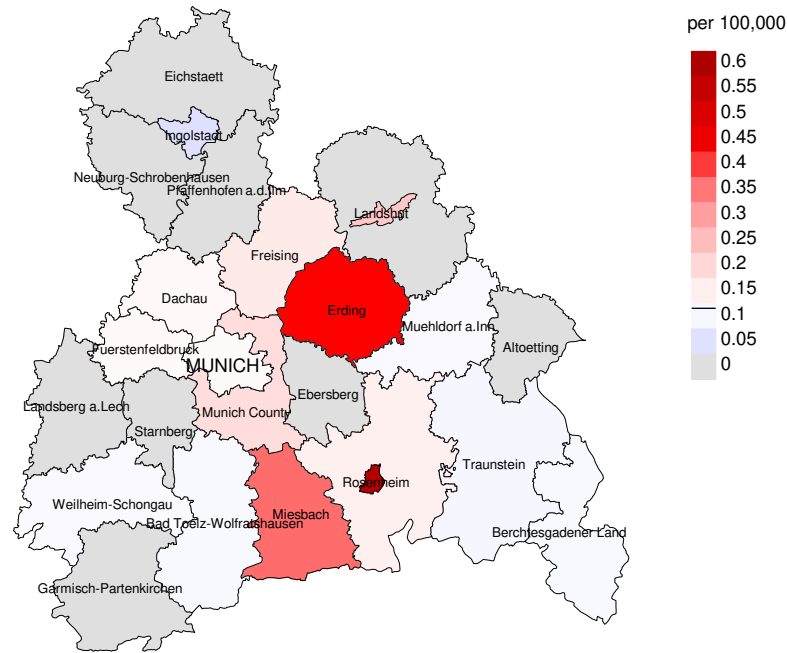 per 100,000
0.6
0.55
0.5
0.45
0.4
0.35
0.3
0.25
0.2
0.15
0.1
0.05
0
Eichstaett
Ingolstadt
Neuburg-Schrobenhausen
Pfaffenhofen a.d.Ilm
Landshut
Freising
Dachau
Erding
Muehldorf a.Inn
Altoetting
Fuerstenfeldbruck
MUNICH
Ebersberg
Landsberg a.Lech
Munich County
Starnberg
Traunstein
Rosenheim
Weilheim-Schongau
Miesbach
Bad Toelz-Wolfratshausen
Berchtesgadener Land
Garmisch-Partenkirchen